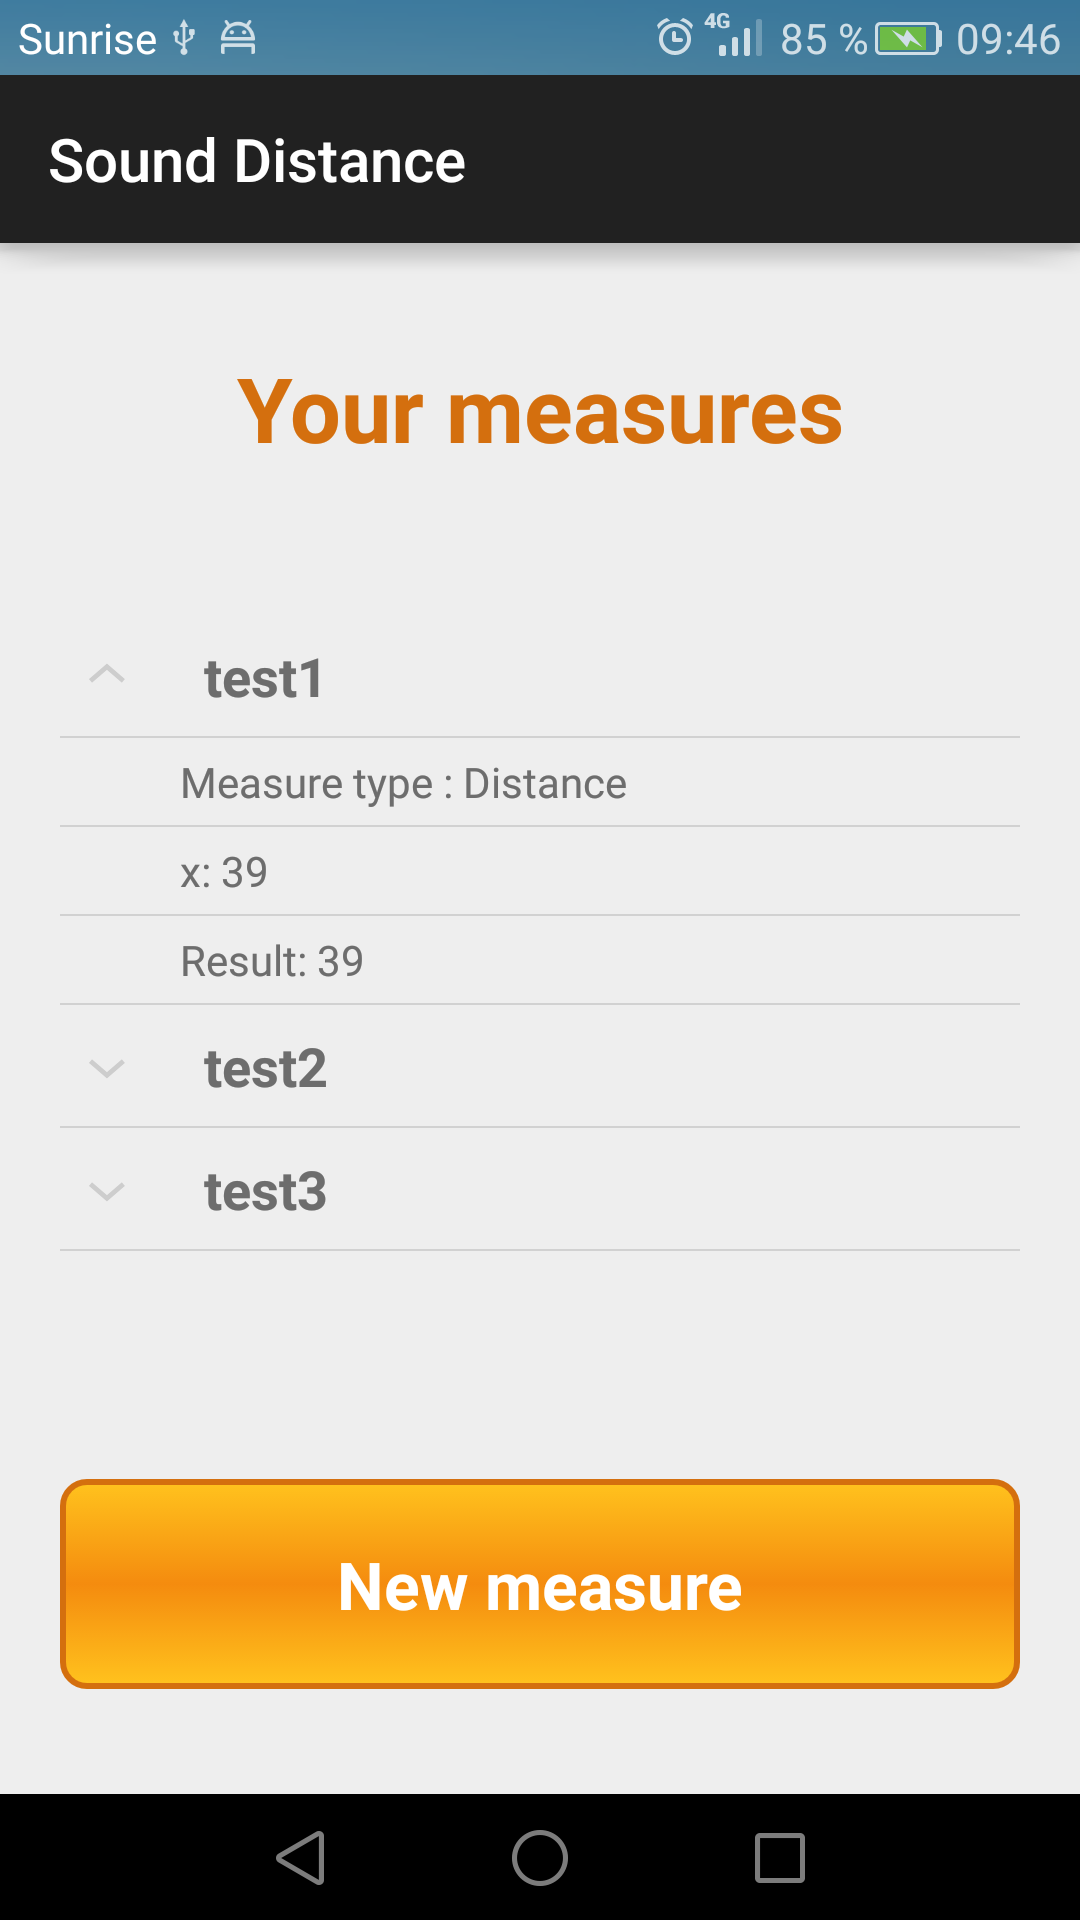 Sunrise 4G 85 % 09:46
Sound Distance
Your measures
test1
Measure type : Distance
x: 39
Result: 39
test2
test3
New measure